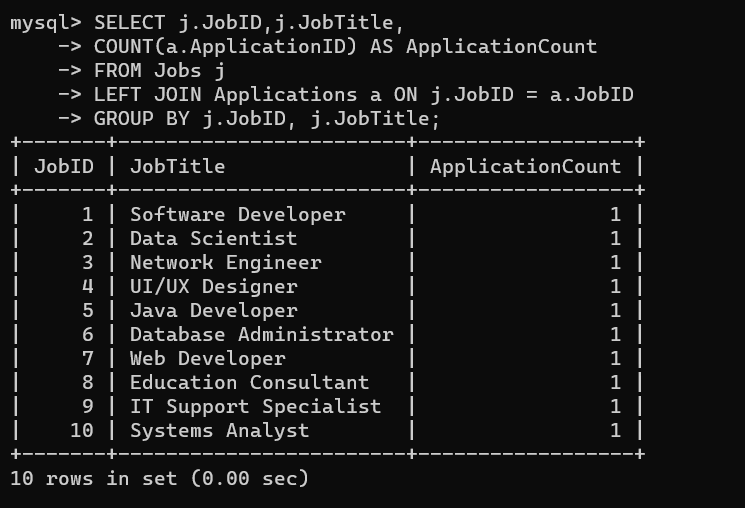 mysql> SELECT j.JobID,j.JobTitle,
    -> COUNT(a.ApplicationID) AS ApplicationCount
    -> FROM Jobs j
    -> LEFT JOIN Applications a ON j.JobID = a.JobID
    -> GROUP BY j.JobID, j.JobTitle;
+-------+------------------------+------------------+
| JobID | JobTitle               | ApplicationCount |
+-------+------------------------+------------------+
|     1 | Software Developer     |                1 |
|     2 | Data Scientist         |                1 |
|     3 | Network Engineer       |                1 |
|     4 | UI/UX Designer         |                1 |
|     5 | Java Developer         |                1 |
|     6 | Database Administrator |                1 |
|     7 | Web Developer          |                1 |
|     8 | Education Consultant   |                1 |
|     9 | IT Support Specialist  |                1 |
|    10 | Systems Analyst        |                1 |
+-------+------------------------+------------------+
10 rows in set (0.00 sec)